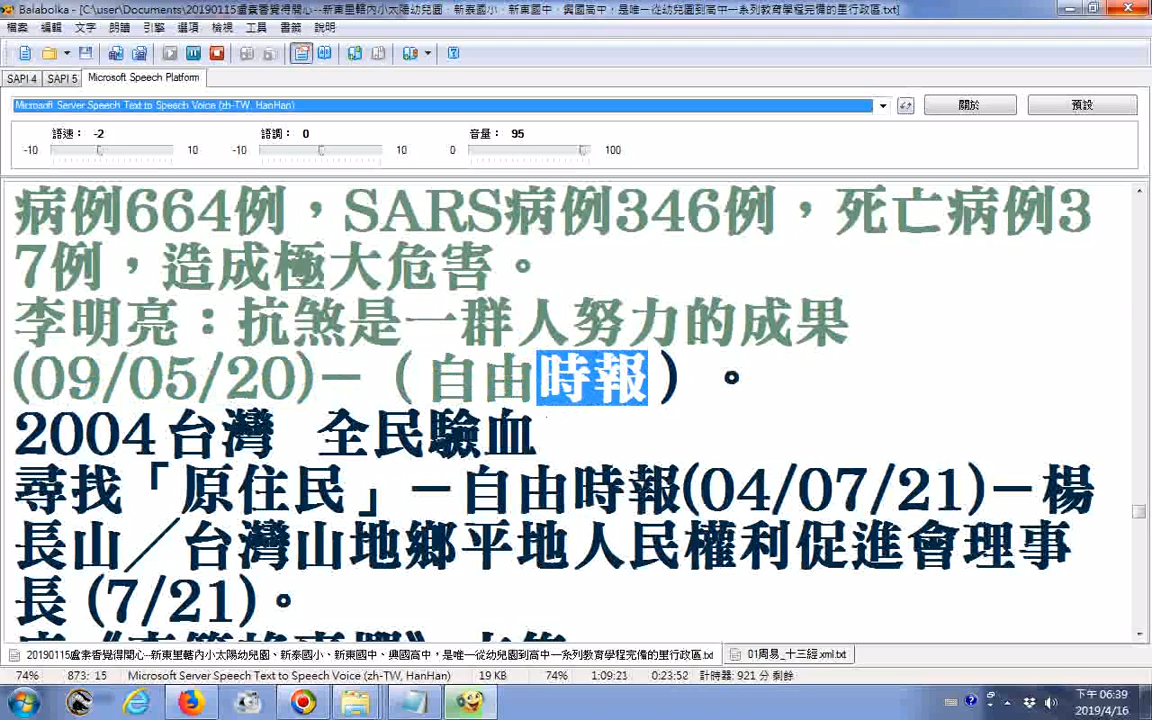 Balabolka - [C:\user\Documents\20190115盧素香覺得開心--新東里轄內小太陽幼兒園、新泰國小、新東國中、興國高中，是唯一從幼兒園到高中一系列教育學程完備的里行政區.txt]
檔案 編輯 文字 朗讀 引擎 選項 檢視 工具 書籤 說明
SAPI 4 SAPI 5 Microsoft Speech Platform
Microsoft Server Speech Text to Speech Voice (zh-TW, HanHan)
關於 預設
語速： -2 語調： 0 音量： 95
-10 10 -10 10 0 100
病例664例，SARS病例346例，死亡病例3
7例，造成極大危害。
李明亮：抗煞是一群人努力的成果
(09/05/20)－（自由時報）。
2004台灣 全民驗血
尋找「原住民」－自由時報(04/07/21)－楊
長山╱台灣山地鄉平地人民權利促進會理事
長 (7/21)。
20190115盧素香覺得開心--新東里轄內小太陽幼兒園、新泰國小、新東國中、興國高中，是唯一從幼兒園到高中一系列教育學程完備的里行政區.txt 01周易_十三經.xml.txt
74% 873: 15 Microsoft Server Speech Text to Speech Voice (zh-TW, HanHan) 19 KB 74% 1:09:21 0:23:52 計時器: 921 分 剩餘
下午 06:39
2019/4/16